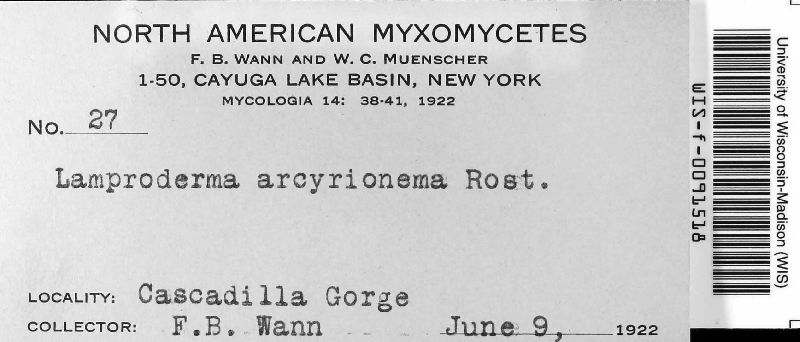 NORTH AMERICAN MYXOMYCETES
F. B. WANN AND W. C. MUENSCHER
1-50, CAYUGA LAKE BASIN, NEW YORK
MYCOLOGIA 14: 38-41, 1922
No. 27
Lamproderma arcyrionema Rost.
LOCALITY: Cascadilla Gorge
COLLECTOR: F.B. Wann June 9, 1922
University of Wisconsin-Madison (WIS)
WIS-f-0091518